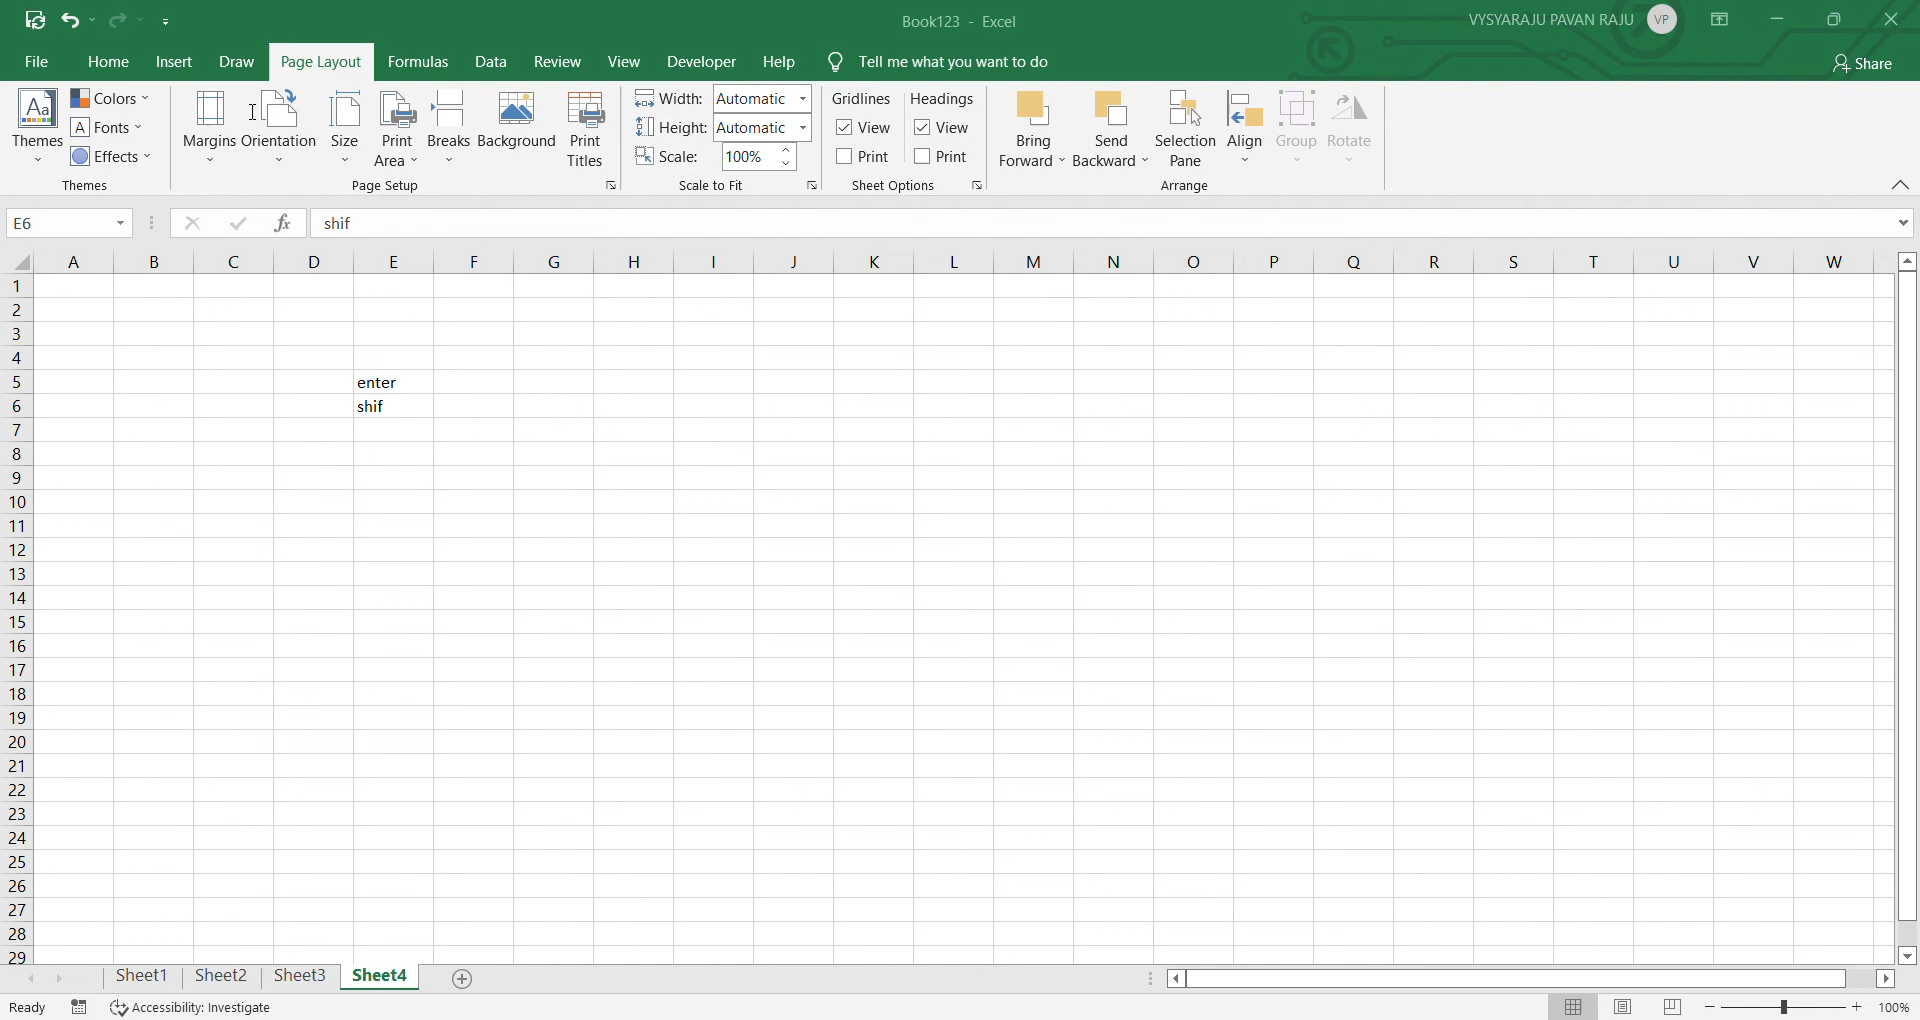 Book123 - Excel
VYSYARAJU PAVAN RAJU VP
File Home Insert Draw Page Layout Formulas Data Review View Developer Help Tell me what you want to do Share
Aa Themes
Colors
A Fonts
Effects
Themes
Margins Orientation Size Print Area Breaks Background Print Titles
Page Setup
Width: Automatic
Height: Automatic
Scale: 100%
Scale to Fit
Gridlines Headings
View View
Print Print
Sheet Options
Bring Forward Send Backward Selection Pane Align Group Rotate
Arrange
E6 fx shif
A B C D E F G H I J K L M N O P Q R S T U V W
1
2
3
4
5 enter
6 shif
7
8
9
10
11
12
13
14
15
16
17
18
19
20
21
22
23
24
25
26
27
28
29
Sheet1 Sheet2 Sheet3 Sheet4
Ready Accessibility: Investigate 100%